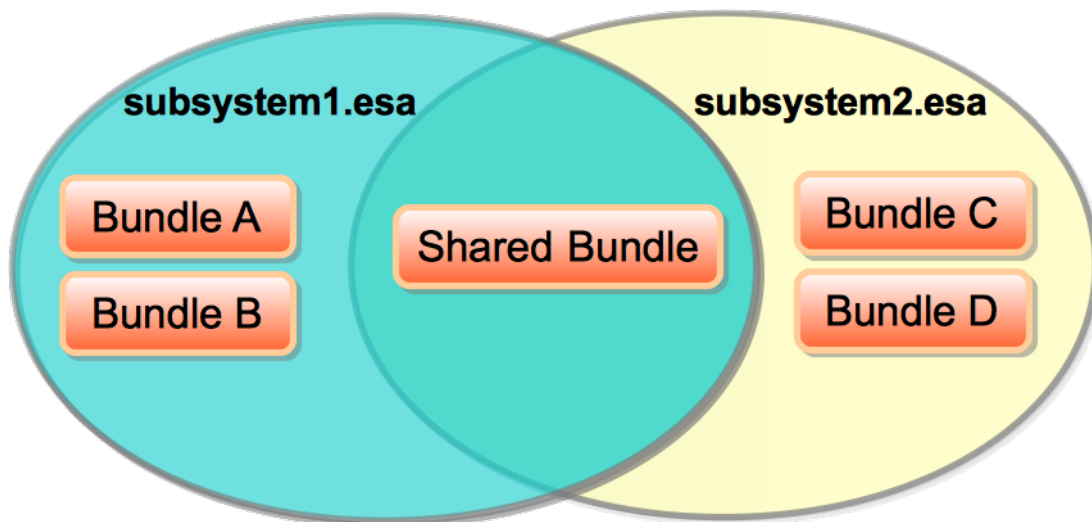 subsystem1.esa
subsystem2.esa
Bundle A
Bundle B
Shared Bundle
Bundle C
Bundle D